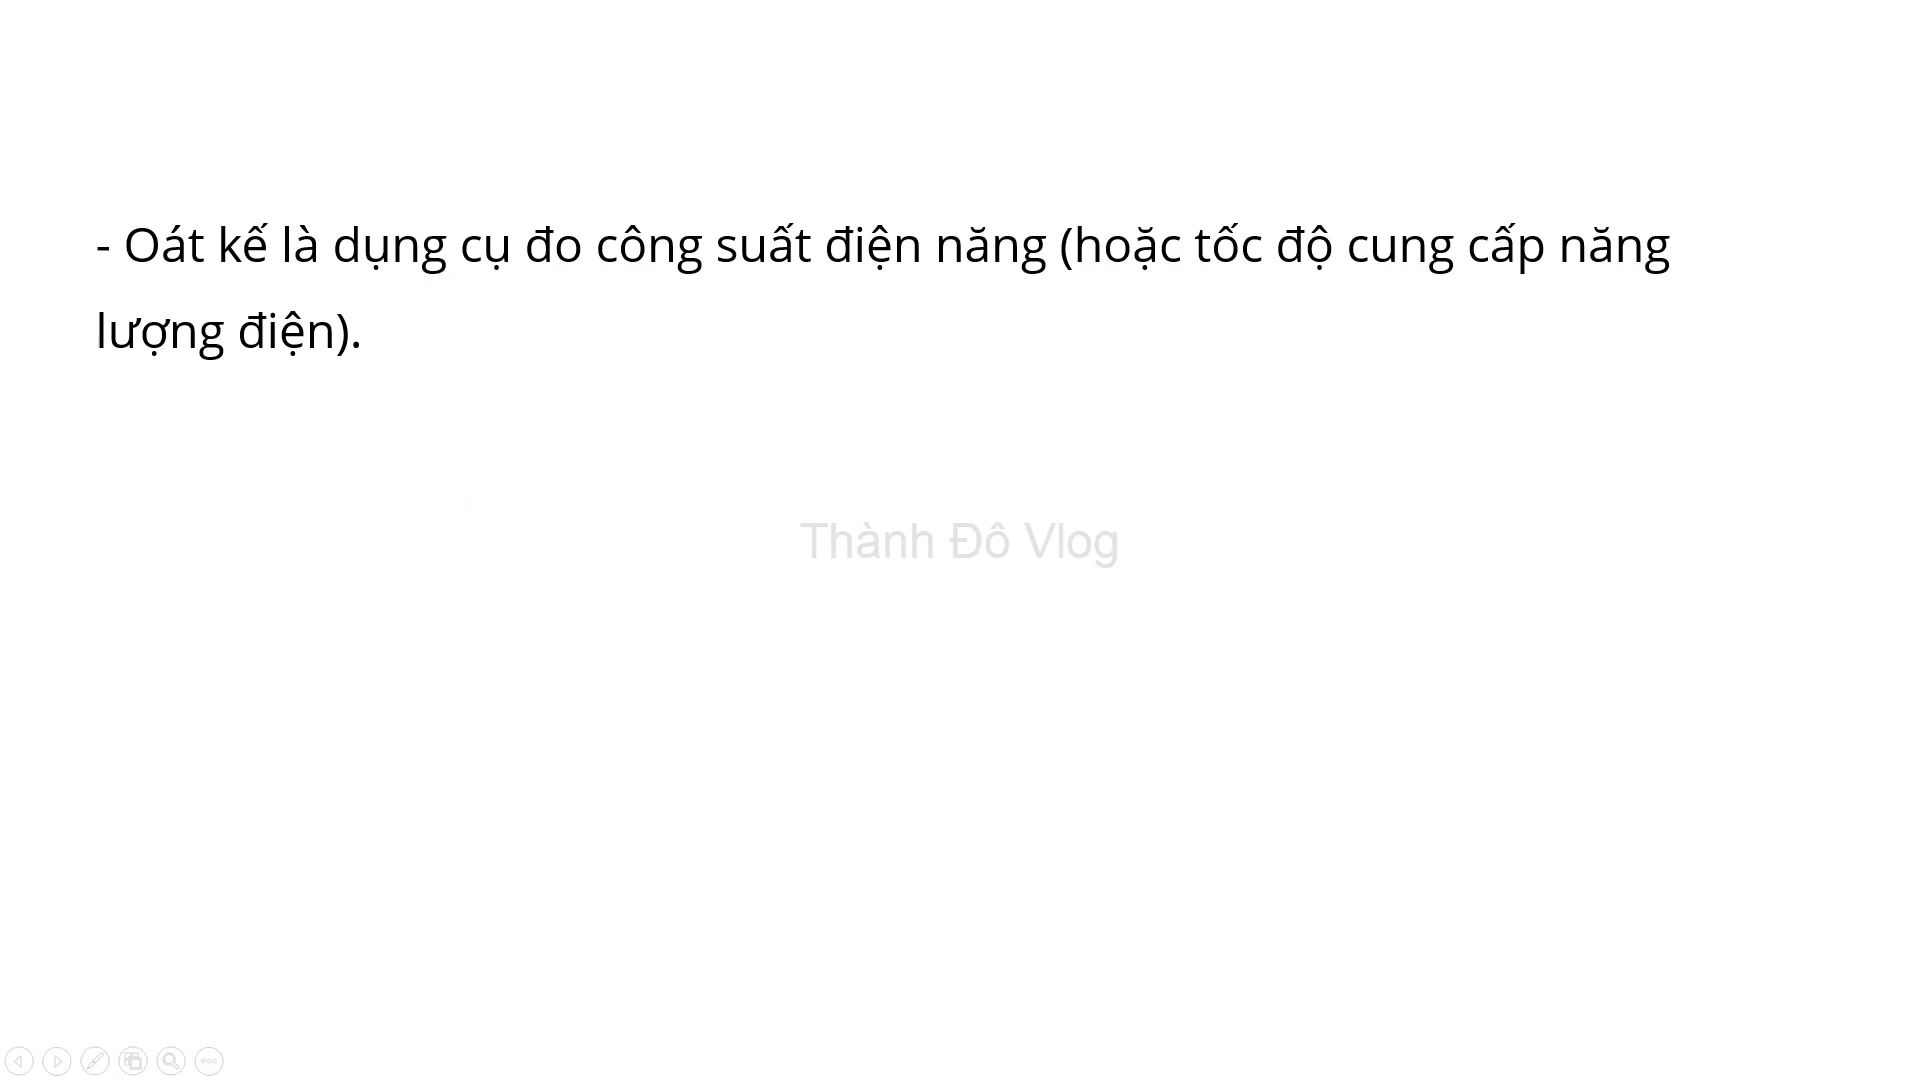 - Oát kế là dụng cụ đo công suất điện năng (hoặc tốc độ cung cấp năng
lượng điện).
Thành Đô Vlog